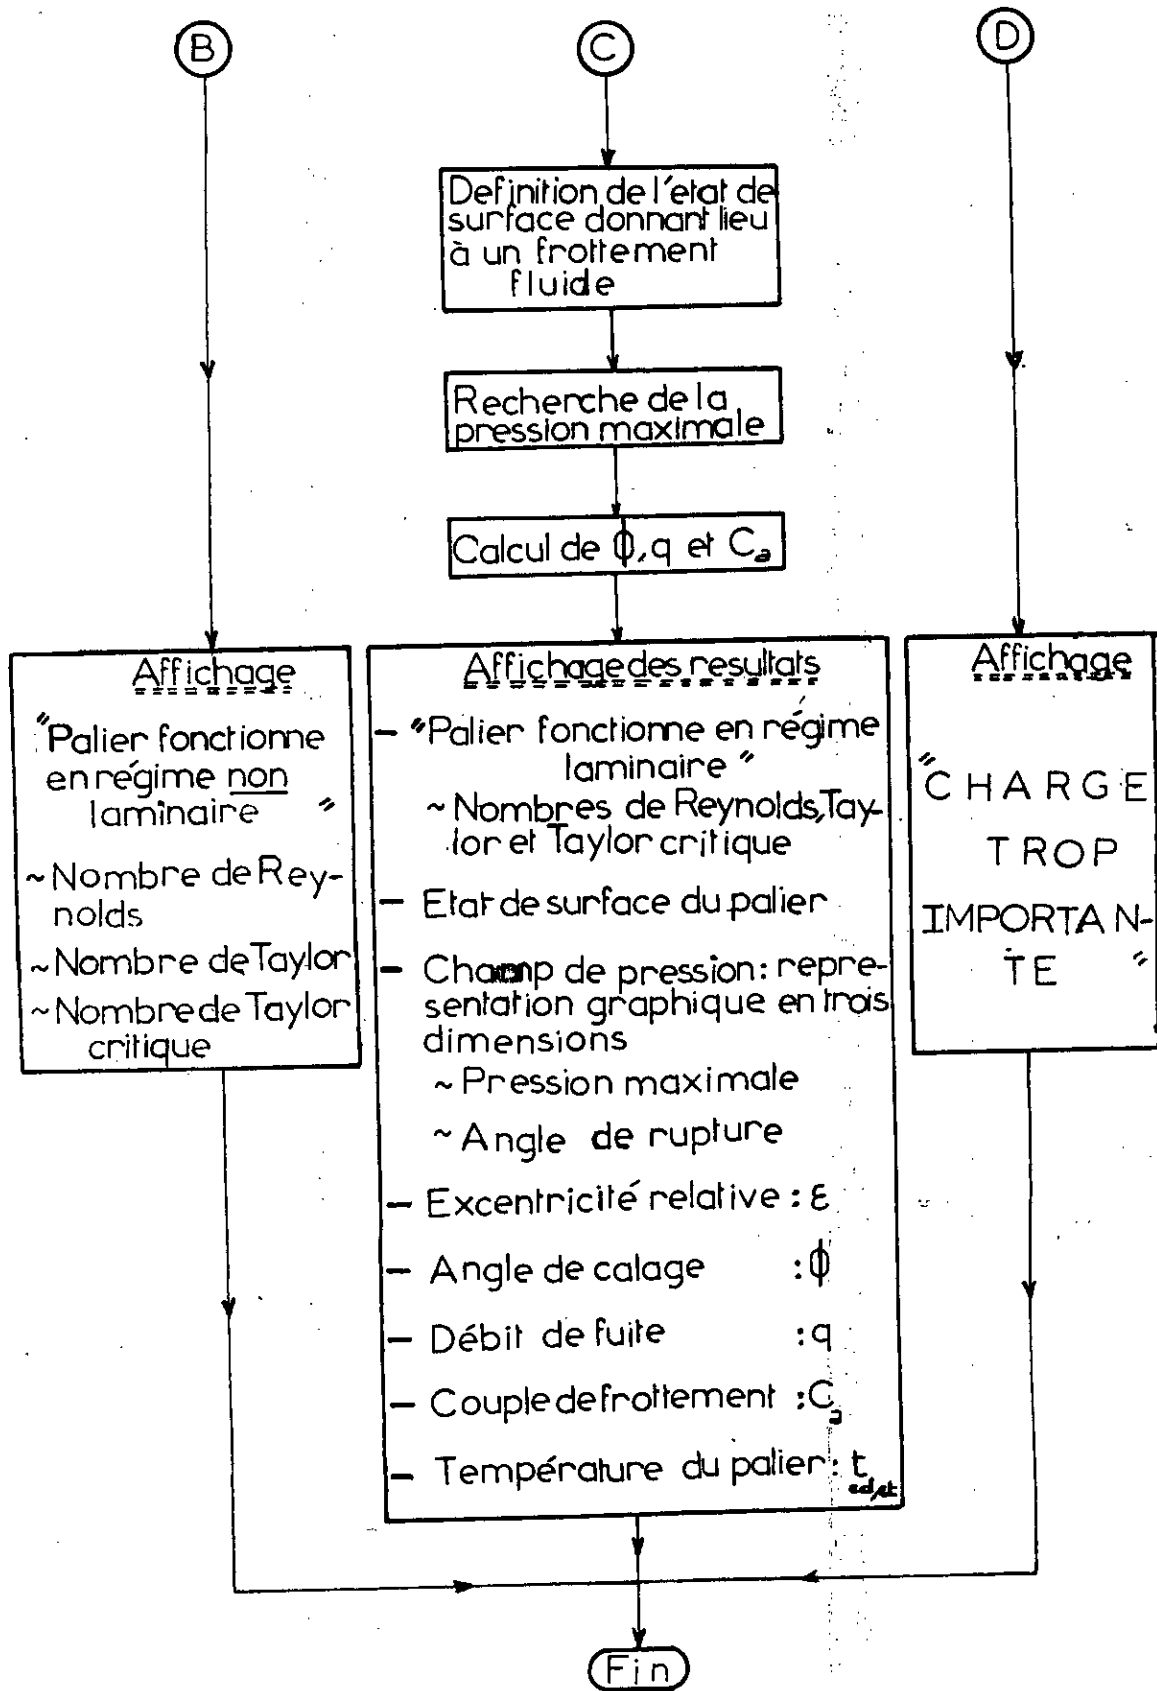 B
C
D
Definition de l'etat de
surface donnant lieu
à un frottement
fluide
Recherche de la
pression maximale
Calcul de ϕ, q et Ca
Affichage
"Palier fonctionne
en régime non
laminaire "
~ Nombre de Rey-
nolds
~ Nombre de Taylor
~ Nombre de Taylor
critique
Affichage des resultats
- "Palier fonctionne en régime
laminaire "
~ Nombres de Reynolds, Tay-
lor et Taylor critique
- Etat de surface du palier
- Champ de pression: repre-
sentation graphique en trois
dimensions
~ Pression maximale
~ Angle de rupture
- Excentricité relative : ε
- Angle de calage : ϕ
- Débit de fuite : q
- Couple de frottement : Ca
- Température du palier : t
Affichage
"CHARGE
TROP
IMPORTAN-
TE "
Fin